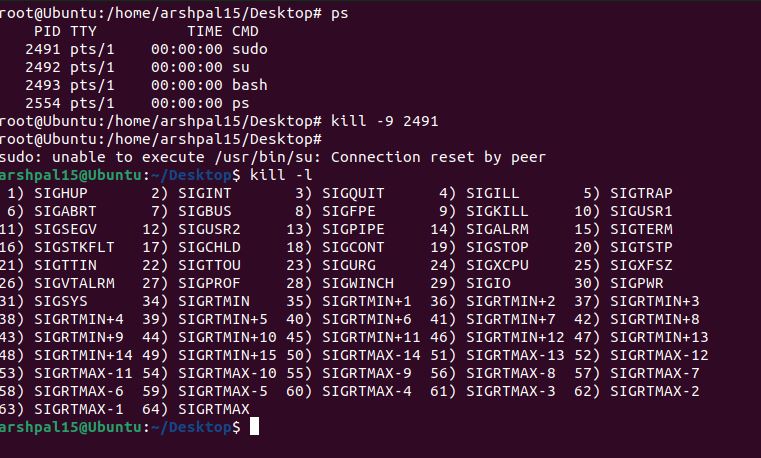 root@Ubuntu:/home/arshpal15/Desktop# ps
PID TTY TIME CMD
2491 pts/1 00:00:00 sudo
2492 pts/1 00:00:00 su
2493 pts/1 00:00:00 bash
2554 pts/1 00:00:00 ps
root@Ubuntu:/home/arshpal15/Desktop# kill -9 2491
root@Ubuntu:/home/arshpal15/Desktop#
sudo: unable to execute /usr/bin/su: Connection reset by peer
arshpal15@Ubuntu:~/Desktop$ kill -l
1) SIGHUP 2) SIGINT 3) SIGQUIT 4) SIGILL 5) SIGTRAP
6) SIGABRT 7) SIGBUS 8) SIGFPE 9) SIGKILL 10) SIGUSR1
11) SIGSEGV 12) SIGUSR2 13) SIGPIPE 14) SIGALRM 15) SIGTERM
16) SIGSTKFLT 17) SIGCHLD 18) SIGCONT 19) SIGSTOP 20) SIGTSTP
21) SIGTTIN 22) SIGTTOU 23) SIGURG 24) SIGXCPU 25) SIGXFSZ
26) SIGVTALRM 27) SIGPROF 28) SIGWINCH 29) SIGIO 30) SIGPWR
31) SIGSYS 34) SIGRTMIN 35) SIGRTMIN+1 36) SIGRTMIN+2 37) SIGRTMIN+3
38) SIGRTMIN+4 39) SIGRTMIN+5 40) SIGRTMIN+6 41) SIGRTMIN+7 42) SIGRTMIN+8
43) SIGRTMIN+9 44) SIGRTMIN+10 45) SIGRTMIN+11 46) SIGRTMIN+12 47) SIGRTMIN+13
48) SIGRTMIN+14 49) SIGRTMIN+15 50) SIGRTMAX-14 51) SIGRTMAX-13 52) SIGRTMAX-12
53) SIGRTMAX-11 54) SIGRTMAX-10 55) SIGRTMAX-9 56) SIGRTMAX-8 57) SIGRTMAX-7
58) SIGRTMAX-6 59) SIGRTMAX-5 60) SIGRTMAX-4 61) SIGRTMAX-3 62) SIGRTMAX-2
63) SIGRTMAX-1 64) SIGRTMAX
arshpal15@Ubuntu:~/Desktop$